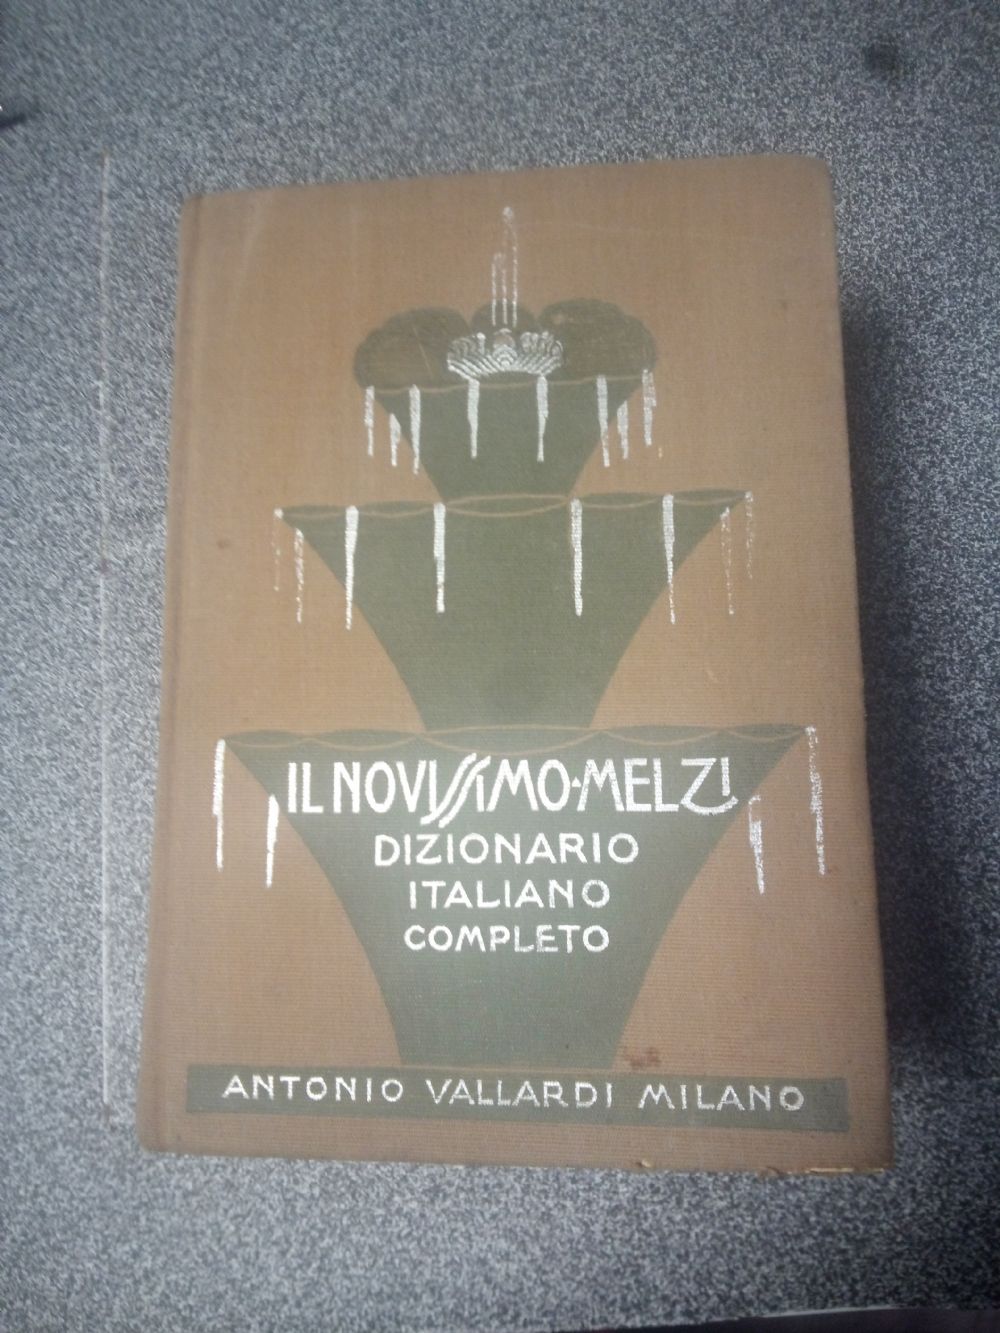 IL NOVISSIMO·MELZI
DIZIONARIO
ITALIANO
COMPLETO
ANTONIO VALLARDI MILANO